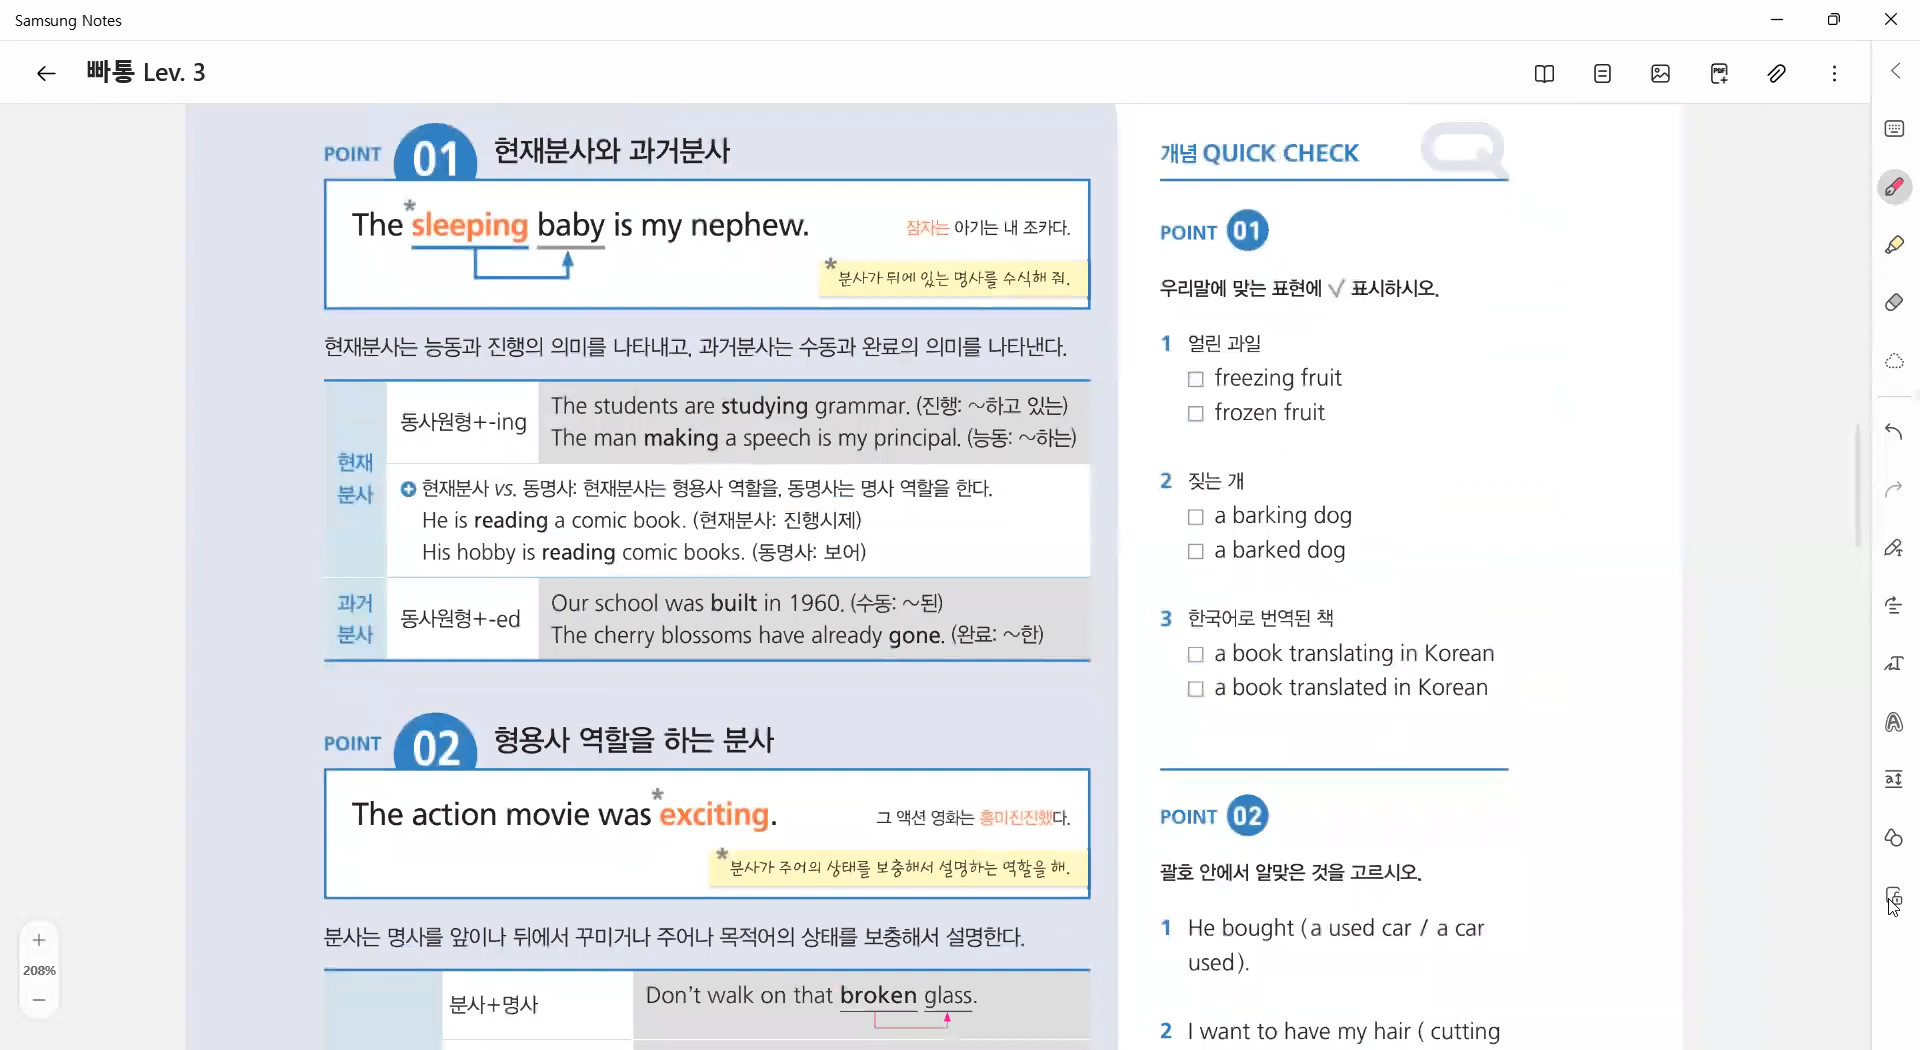 Samsung Notes
빠통 Lev. 3
POINT 01 현재분사와 과거분사
The *sleeping baby is my nephew. 잠자는 아기는 내 조카다.
*분사가 뒤에 있는 명사를 수식해 줘.
현재분사는 능동과 진행의 의미를 나타내고, 과거분사는 수동과 완료의 의미를 나타낸다.
현재
분사
동사원형+-ing
The students are studying grammar. (진행: ~하고 있는)
The man making a speech is my principal. (능동: ~하는)
현재분사 vs. 동명사: 현재분사는 형용사 역할을, 동명사는 명사 역할을 한다.
He is reading a comic book. (현재분사: 진행시제)
His hobby is reading comic books. (동명사: 보어)
과거
분사
동사원형+-ed
Our school was built in 1960. (수동: ~된)
The cherry blossoms have already gone. (완료: ~한)
POINT 02 형용사 역할을 하는 분사
The action movie was *exciting. 그 액션 영화는 흥미진진했다.
*분사가 주어의 상태를 보충해서 설명하는 역할을 해.
분사는 명사를 앞이나 뒤에서 꾸미거나 주어나 목적어의 상태를 보충해서 설명한다.
분사+명사
Don't walk on that broken glass.
개념 QUICK CHECK
POINT 01
우리말에 맞는 표현에 √ 표시하시오.
1 얼린 과일
□ freezing fruit
□ frozen fruit
2 짖는 개
□ a barking dog
□ a barked dog
3 한국어로 번역된 책
□ a book translating in Korean
□ a book translated in Korean
POINT 02
괄호 안에서 알맞은 것을 고르시오.
1 He bought (a used car / a car
used).
2 I want to have my hair ( cutting
208%